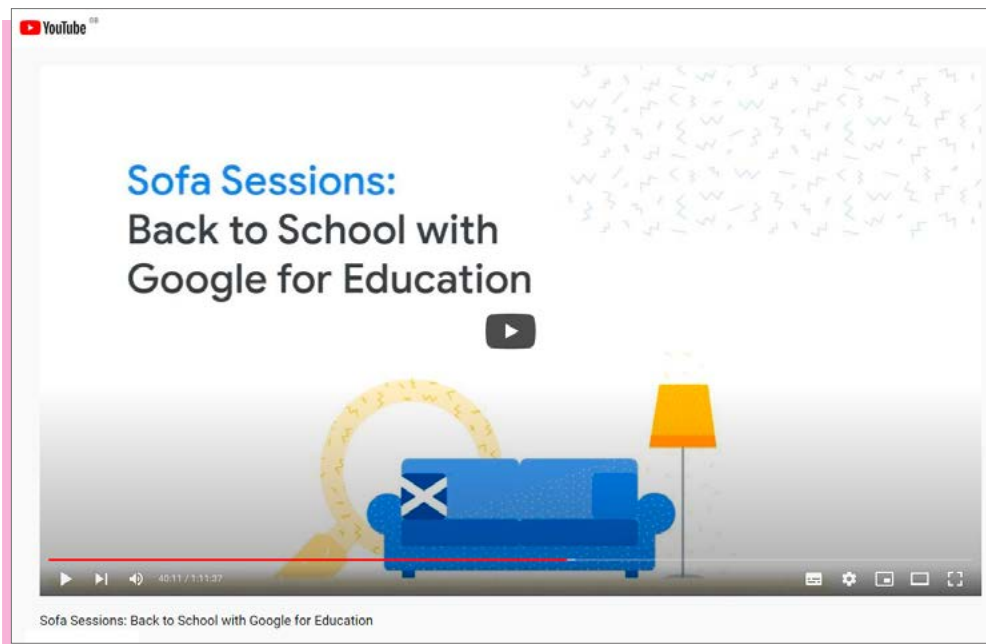 YouTube GB
Sofa Sessions:
Back to School with
Google for Education
40:11 / 1:11:37
Sofa Sessions: Back to School with Google for Education